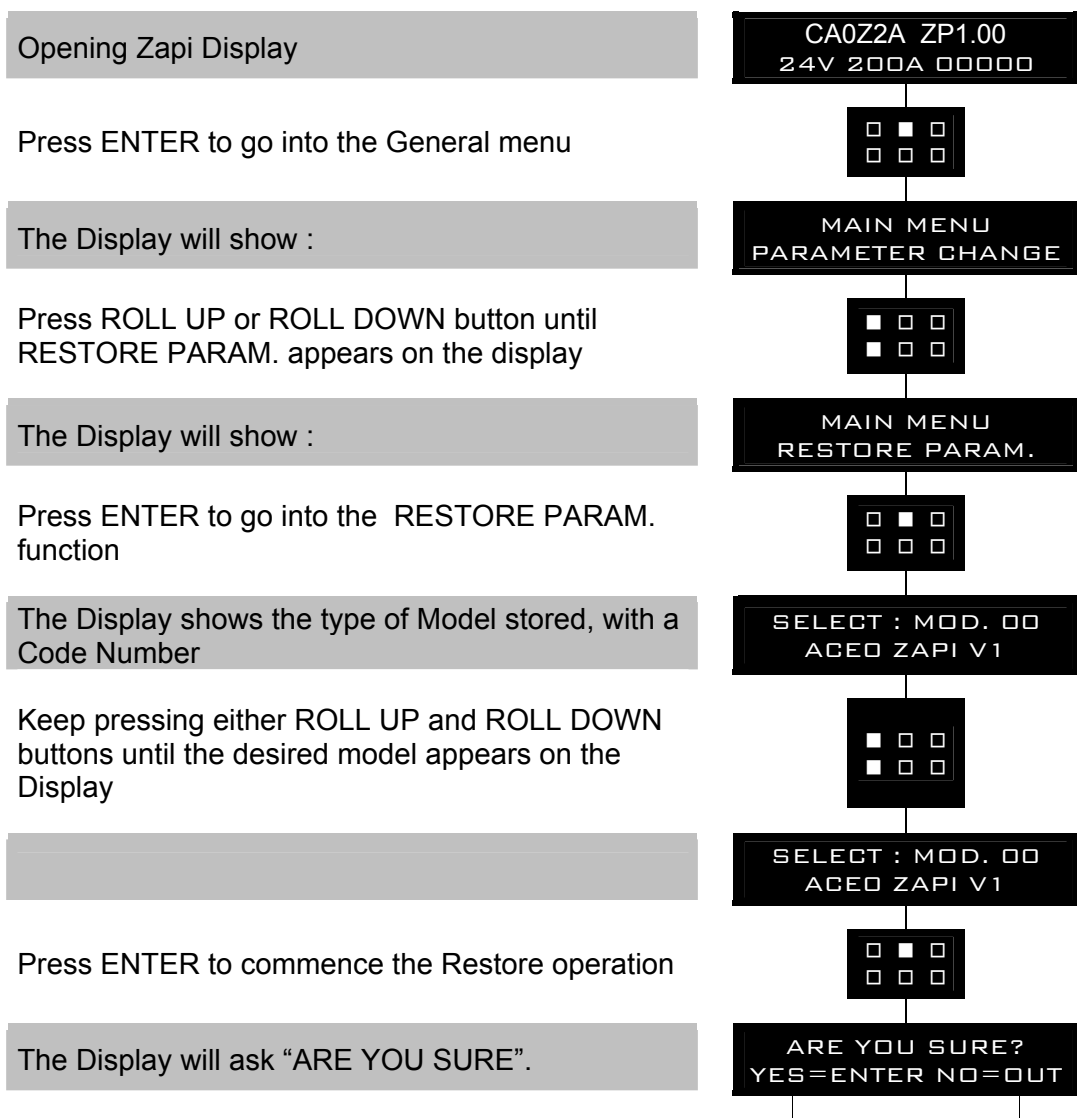 Opening Zapi Display
CA0Z2A ZP1.00
24V 200A 00000
Press ENTER to go into the General menu
The Display will show :
MAIN MENU
PARAMETER CHANGE
Press ROLL UP or ROLL DOWN button until
RESTORE PARAM. appears on the display
The Display will show :
MAIN MENU
RESTORE PARAM.
Press ENTER to go into the RESTORE PARAM.
function
The Display shows the type of Model stored, with a
Code Number
SELECT : MOD. 00
ACE0 ZAPI V1
Keep pressing either ROLL UP and ROLL DOWN
buttons until the desired model appears on the
Display
SELECT : MOD. 00
ACE0 ZAPI V1
Press ENTER to commence the Restore operation
The Display will ask “ARE YOU SURE”.
ARE YOU SURE?
YES=ENTER NO=OUT